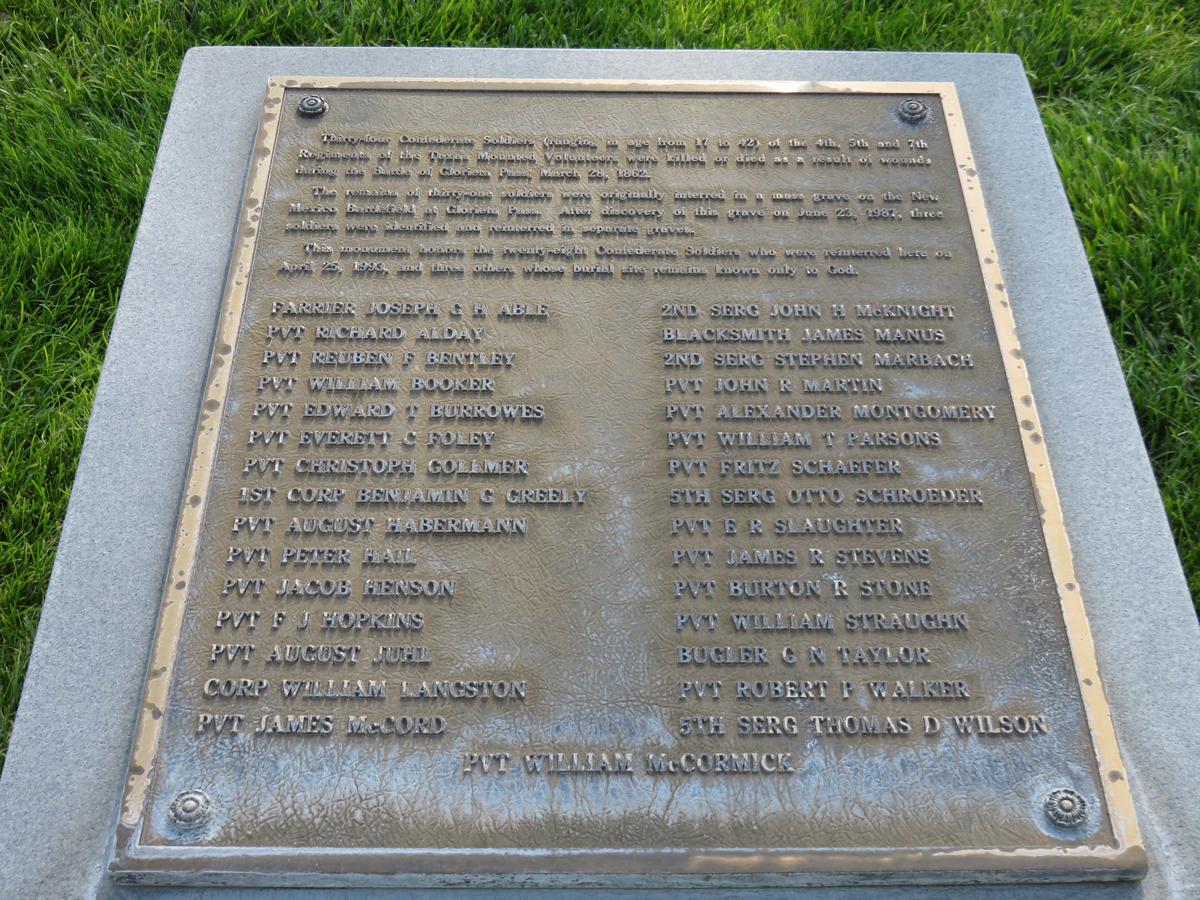 Thirty-four Confederate Soldiers (ranging in age from 17 to 42) of the 4th, 5th and 7th
Regiments of the Texas Mounted Volunteers were killed or died as a result of wounds
during the Battle of Glorieta Pass, March 28, 1862.
The remains of thirty-one soldiers were originally interred in a mass grave on the New
Mexico Battlefield at Glorieta Pass. After discovery of this grave on June 23, 1987, three
soldiers were identified and reinterred in separate graves.
This monument honors the twenty-eight Confederate Soldiers who were reinterred here on
April 25, 1993, and three others whose burial site remains known only to God.
FARRIER JOSEPH G H ABLE
PVT RICHARD ALDAY
PVT REUBEN F BENTLEY
PVT WILLIAM BOOKER
PVT EDWARD T BURROWES
PVT EVERETT C FOLEY
PVT CHRISTOPH GOLLMER
1ST CORP BENJAMIN G GREELY
PVT AUGUST HABERMANN
PVT PETER HAIL
PVT JACOB HENSON
PVT F J HOPKINS
PVT AUGUST JUHL
CORP WILLIAM LANGSTON
PVT JAMES McCORD
2ND SERG JOHN H McKNIGHT
BLACKSMITH JAMES MANUS
2ND SERG STEPHEN MARBACH
PVT JOHN R MARTIN
PVT ALEXANDER MONTGOMERY
PVT WILLIAM T PARSONS
PVT FRITZ SCHAEFER
5TH SERG OTTO SCHROEDER
PVT E R SLAUGHTER
PVT JAMES R STEVENS
PVT BURTON R STONE
PVT WILLIAM STRAUGHN
BUGLER G N TAYLOR
PVT ROBERT P WALKER
5TH SERG THOMAS D WILSON
PVT WILLIAM McCORMICK